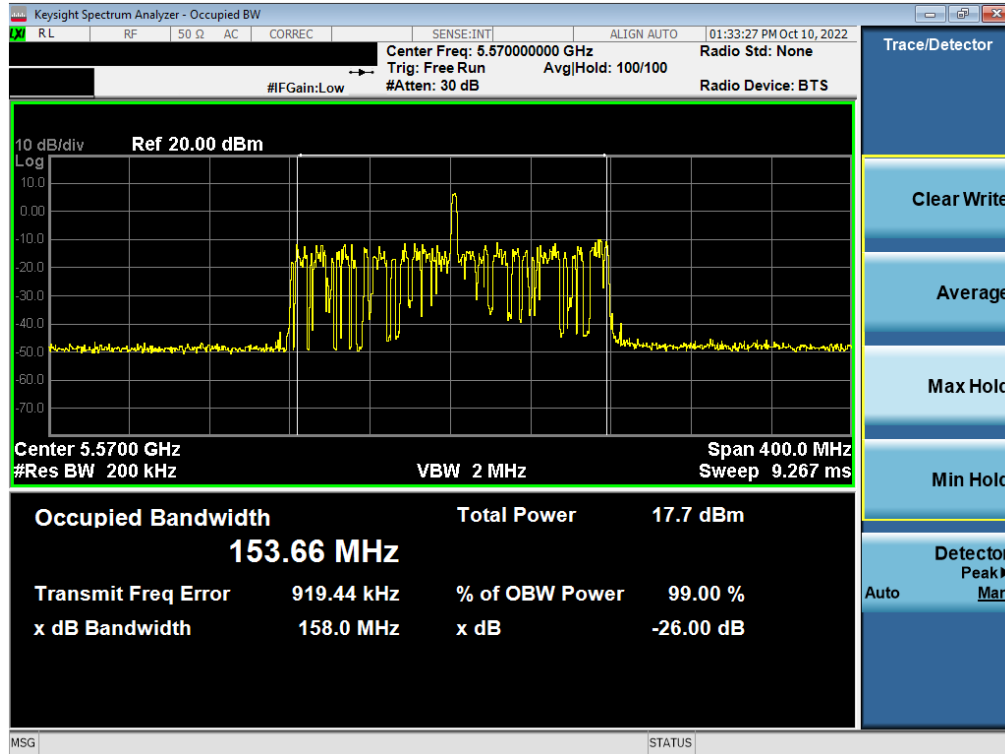 Keysight Spectrum Analyzer - Occupied BW
LXI RL RF 50 Ω AC CORREC SENSE:INT ALIGN AUTO 01:33:27 PM Oct 10, 2022
Center Freq: 5.570000000 GHz Radio Std: None
Trig: Free Run Avg|Hold: 100/100
#IFGain:Low #Atten: 30 dB Radio Device: BTS
10 dB/div Ref 20.00 dBm
Log
10.0
0.00
-10.0
-20.0
-30.0
-40.0
-50.0
-60.0
-70.0
Center 5.5700 GHz Span 400.0 MHz
#Res BW 200 kHz VBW 2 MHz Sweep 9.267 ms
Occupied Bandwidth Total Power 17.7 dBm
153.66 MHz
Transmit Freq Error 919.44 kHz % of OBW Power 99.00 %
x dB Bandwidth 158.0 MHz x dB -26.00 dB
MSG STATUS
Trace/Detector
Clear Write
Average
Max Hold
Min Hold
Detector
Peak
Auto Man